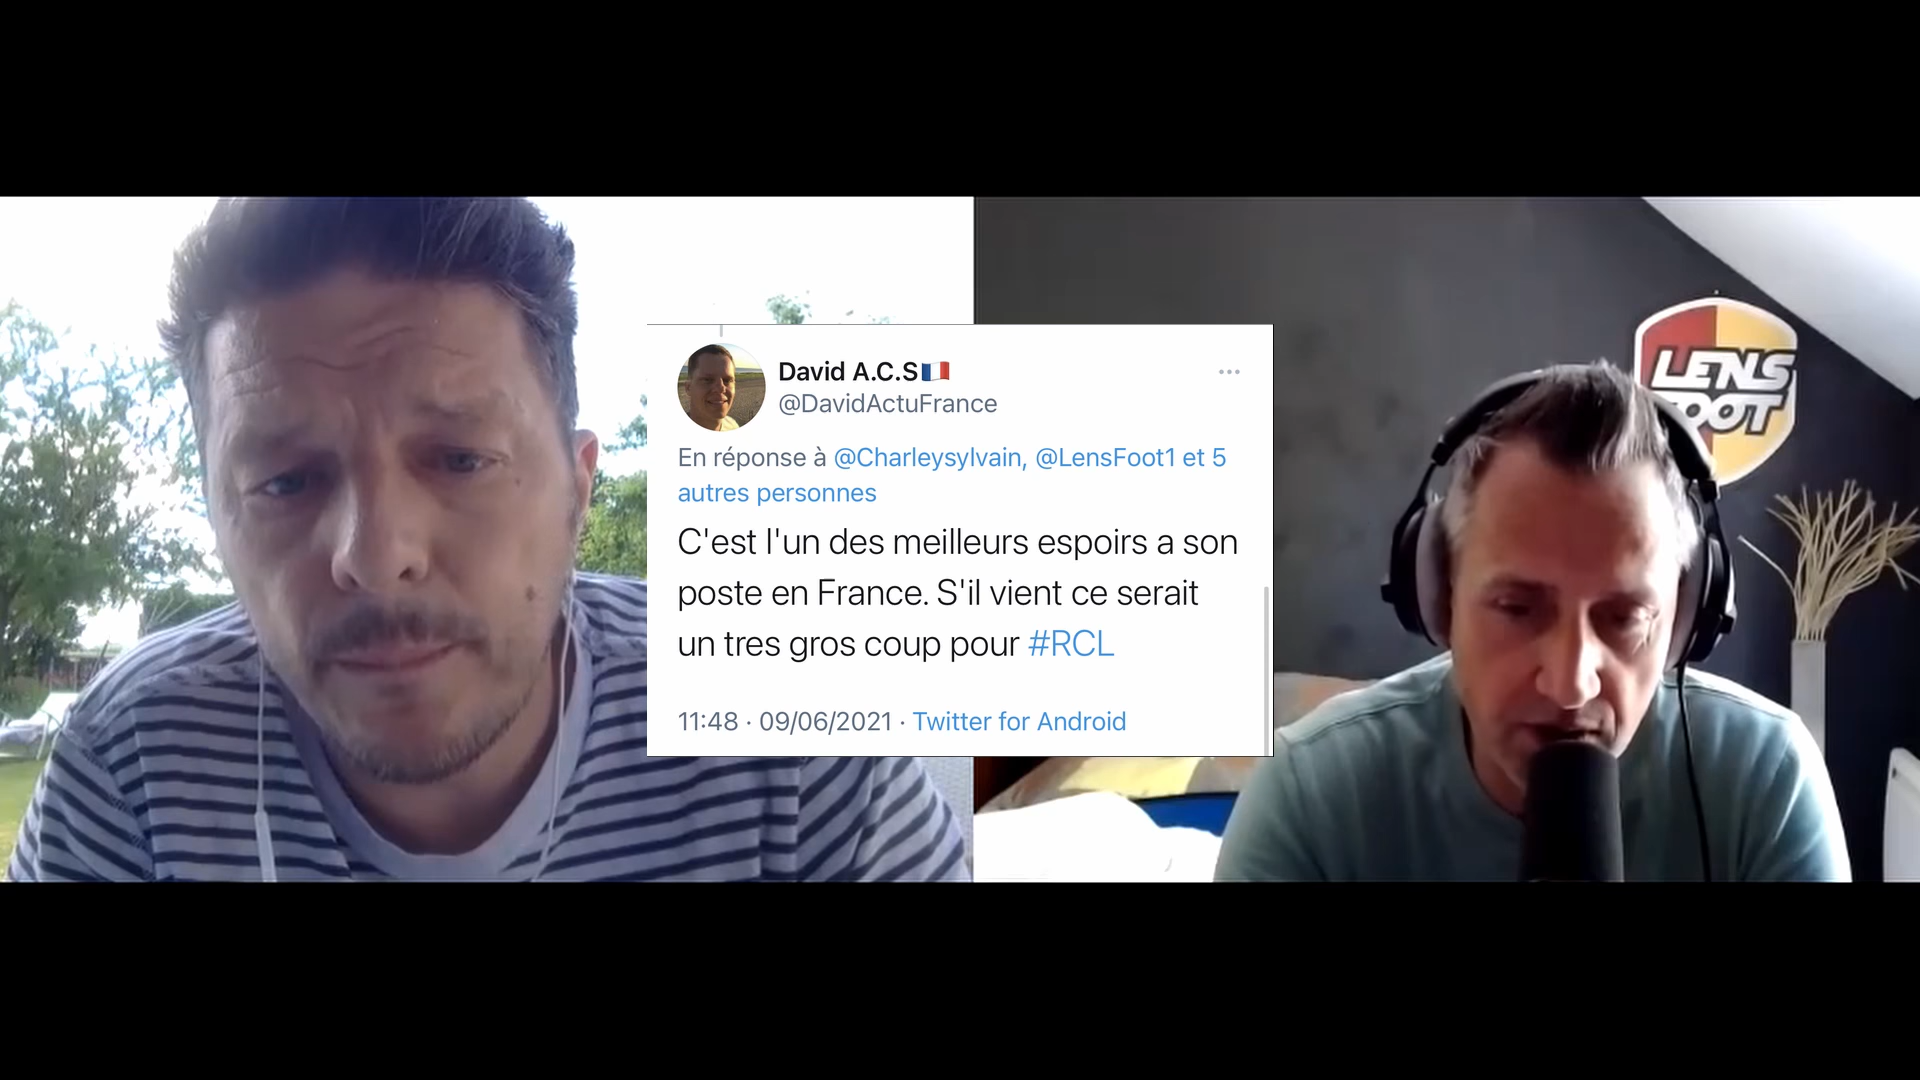 David A.C.S
@DavidActuFrance
En réponse à @Charleysylvain, @LensFoot1 et 5
autres personnes
C'est l'un des meilleurs espoirs a son
poste en France. S'il vient ce serait
un tres gros coup pour #RCL
11:48 · 09/06/2021 · Twitter for Android
LENS
FOOT